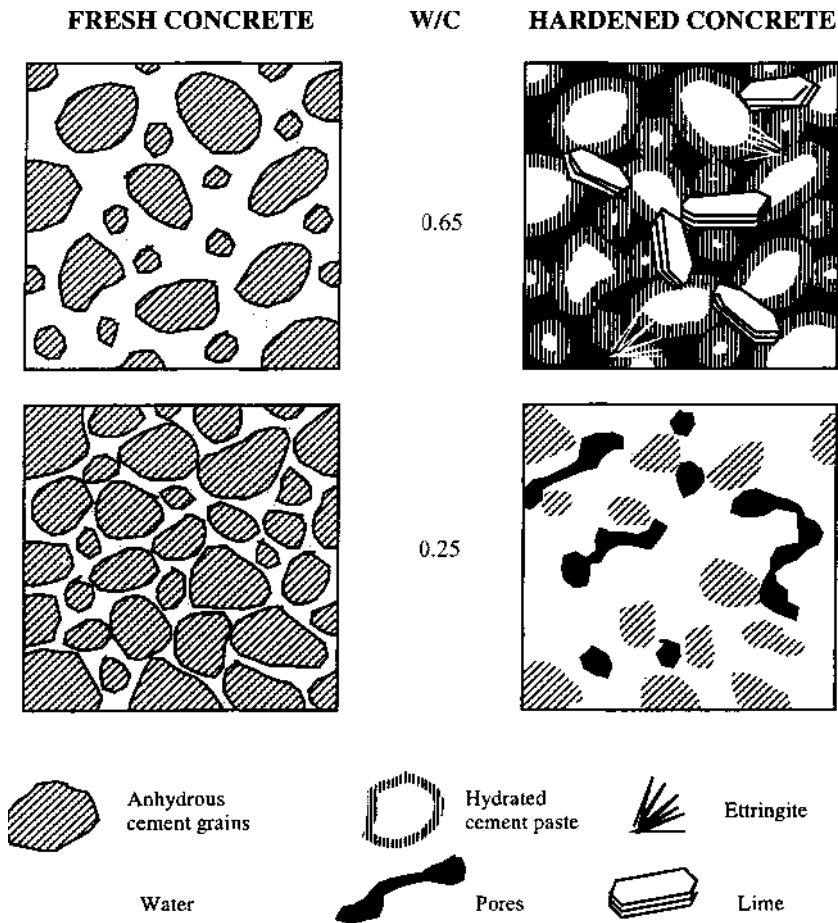 FRESH CONCRETE W/C HARDENED CONCRETE
0.65
0.25
Anhydrous
cement grains
Hydrated
cement paste
Ettringite
Water
Pores
Lime